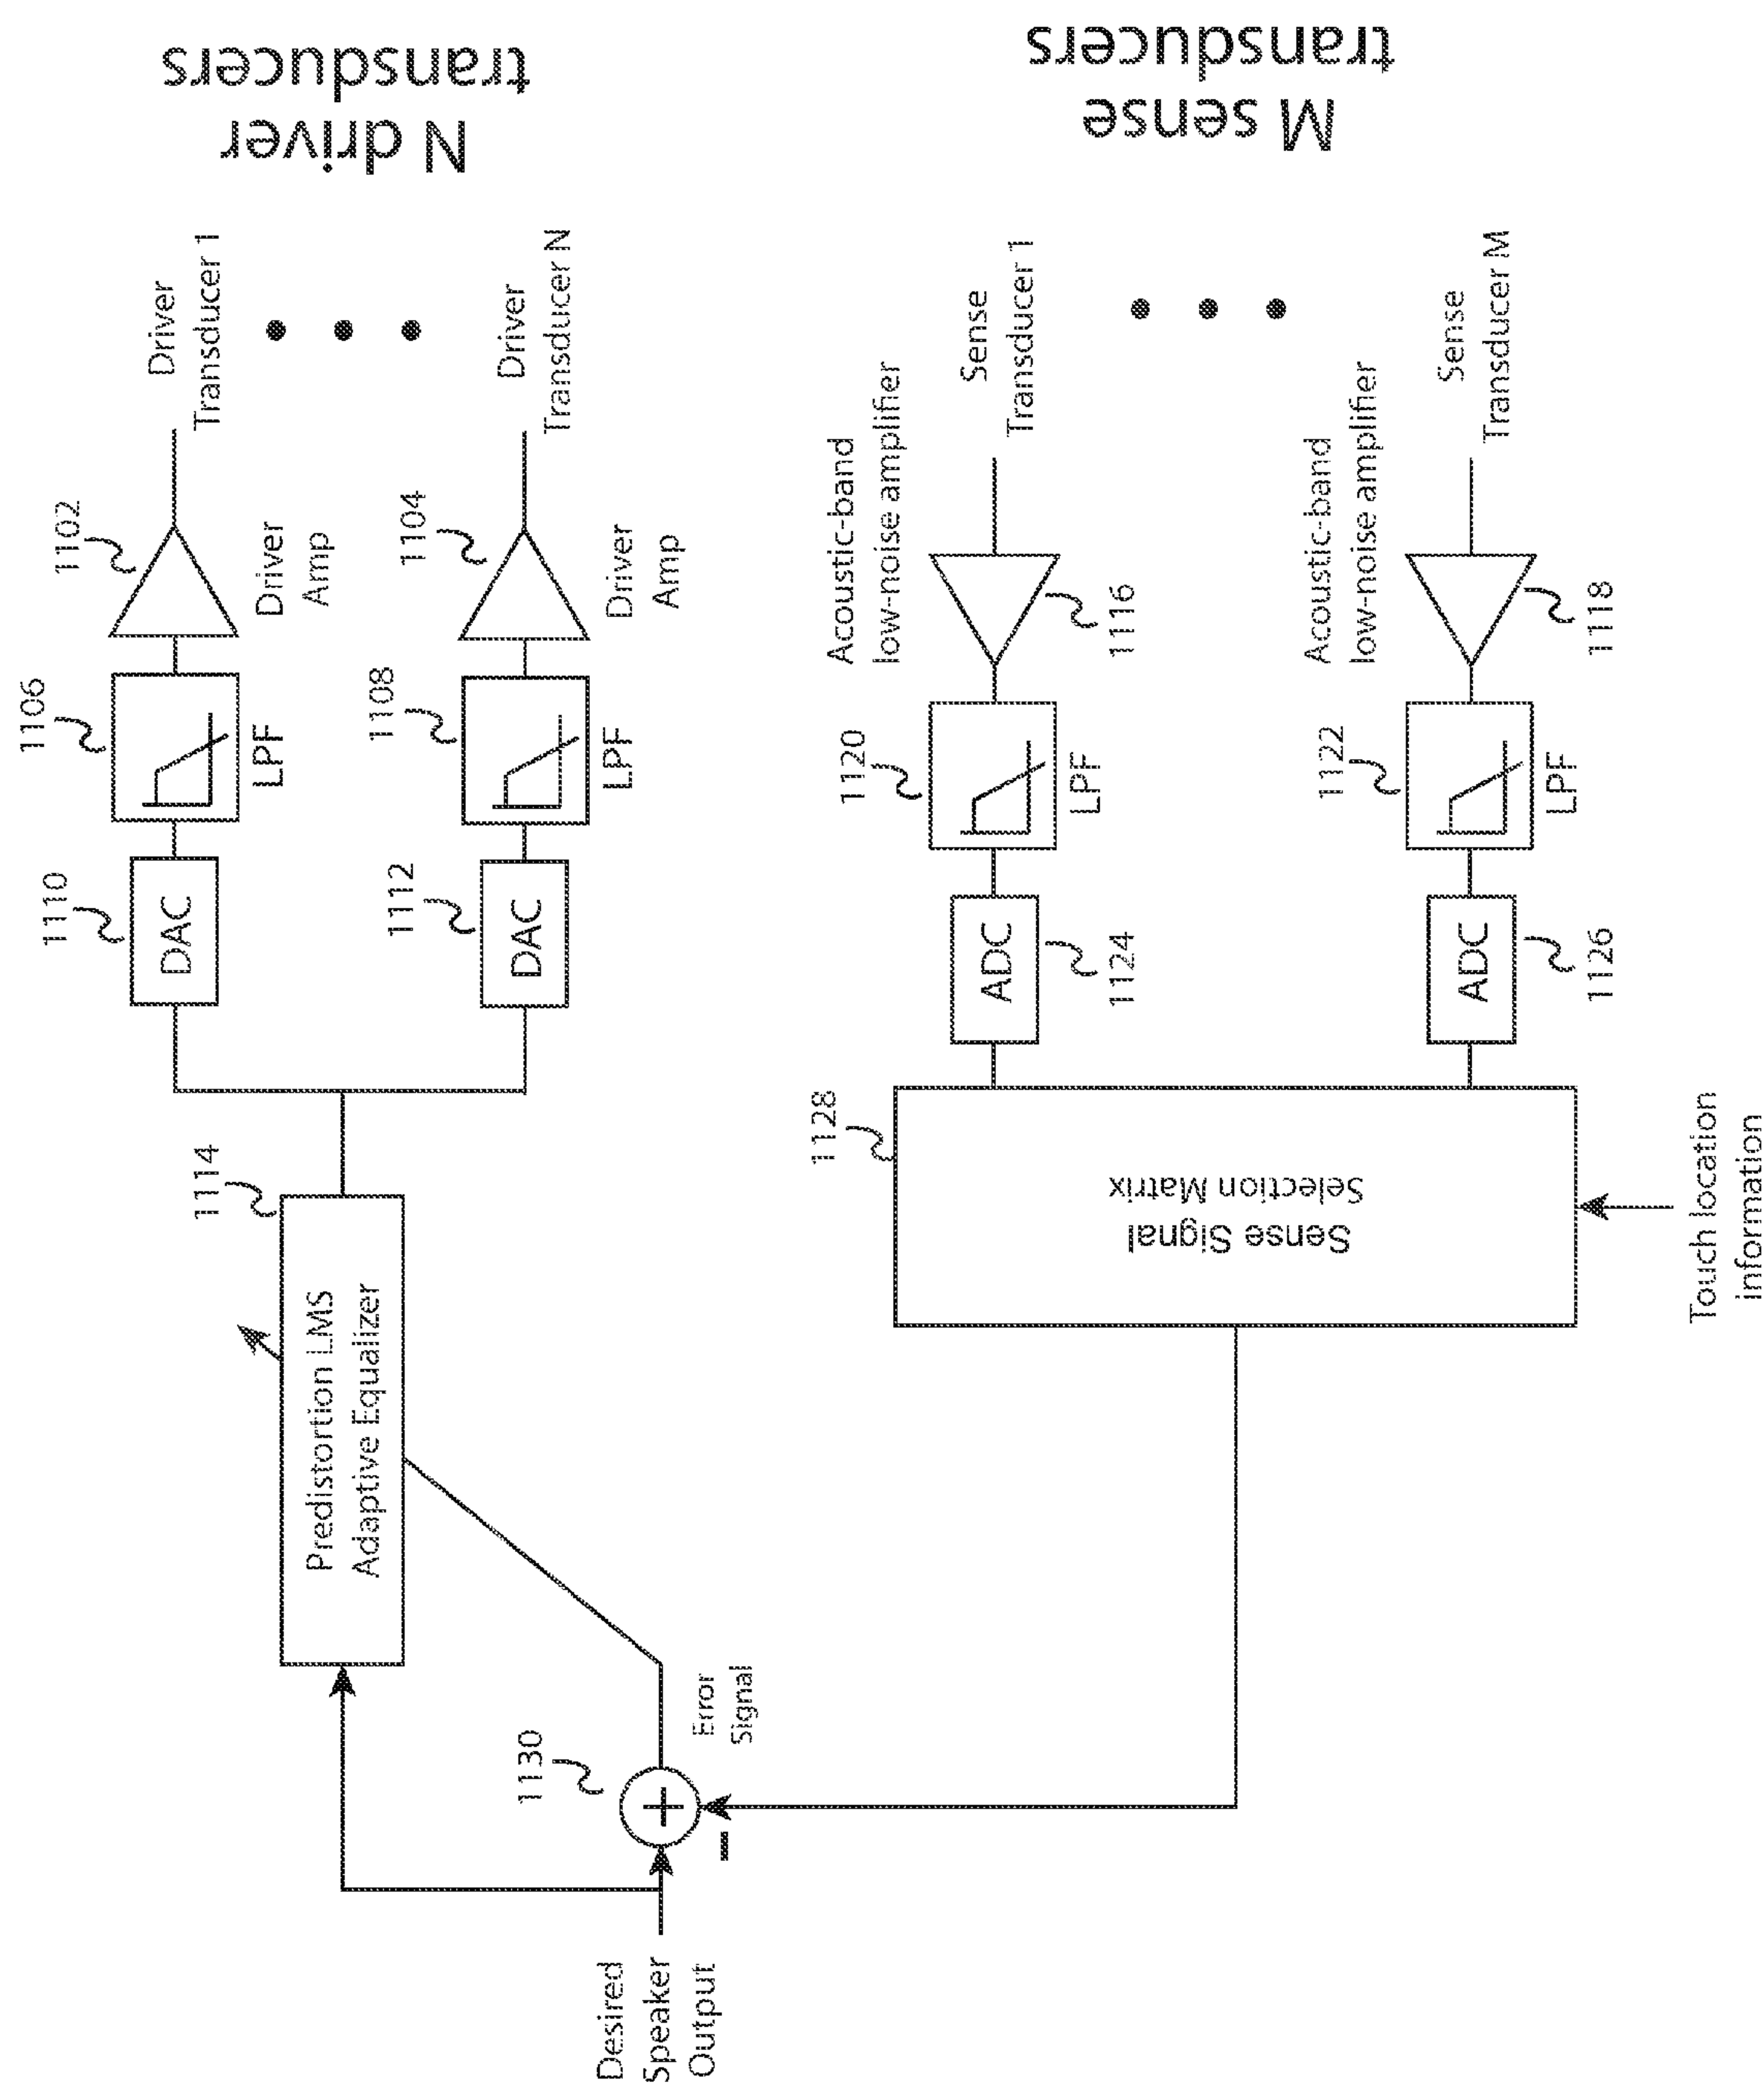 N driver
transducers
M sense
transducers
1102
Driver
Transducer 1
Driver
Amp
1106
LPF
1110
DAC
1104
Driver
Transducer N
Driver
Amp
1108
LPF
1112
DAC
1114
Predistortion LMS
Adaptive Equalizer
Acoustic-band
low-noise amplifier
Sense
Transducer 1
1116
1120
LPF
ADC
1124
Acoustic-band
low-noise amplifier
Sense
Transducer M
1118
1122
LPF
ADC
1126
1128
Sense Signal
Selection Matrix
Touch location
information
1130
+
-
Error
Signal
Desired
Speaker
Output